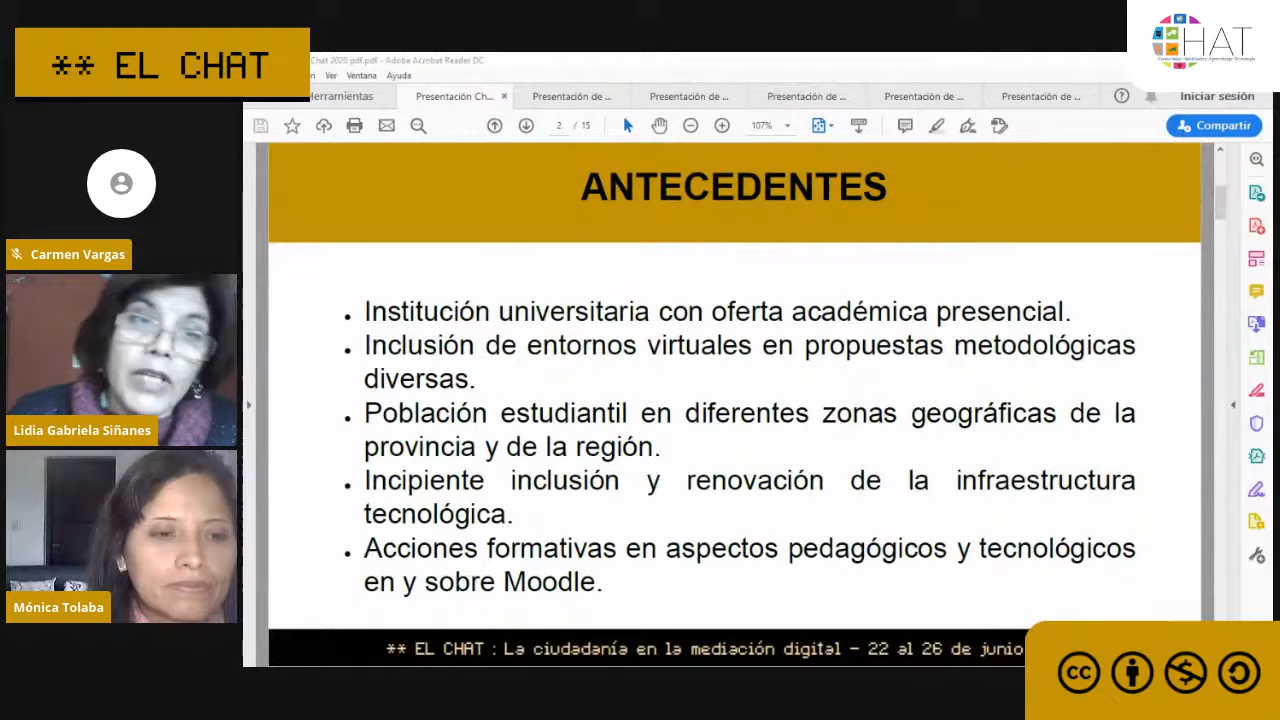 ** EL CHAT
CHAT
Chat 2020 pdf.pdf - Adobe Acrobat Reader DC
Ver Ventana Ayuda
Herramientas
Presentación Ch... ×
Presentación de ...
Presentación de ...
Presentación de ...
Presentación de ...
Presentación de ...
Iniciar sesión
2 / 15
107%
Compartir
ANTECEDENTES
Carmen Vargas
• Institución universitaria con oferta académica presencial.
• Inclusión de entornos virtuales en propuestas metodológicas
diversas.
• Población estudiantil en diferentes zonas geográficas de la
provincia y de la región.
• Incipiente inclusión y renovación de la infraestructura
tecnológica.
• Acciones formativas en aspectos pedagógicos y tecnológicos
en y sobre Moodle.
Lidia Gabriela Siñanes
Mónica Tolaba
** EL CHAT : La ciudadanía en la mediación digital – 22 al 26 de junio
cc